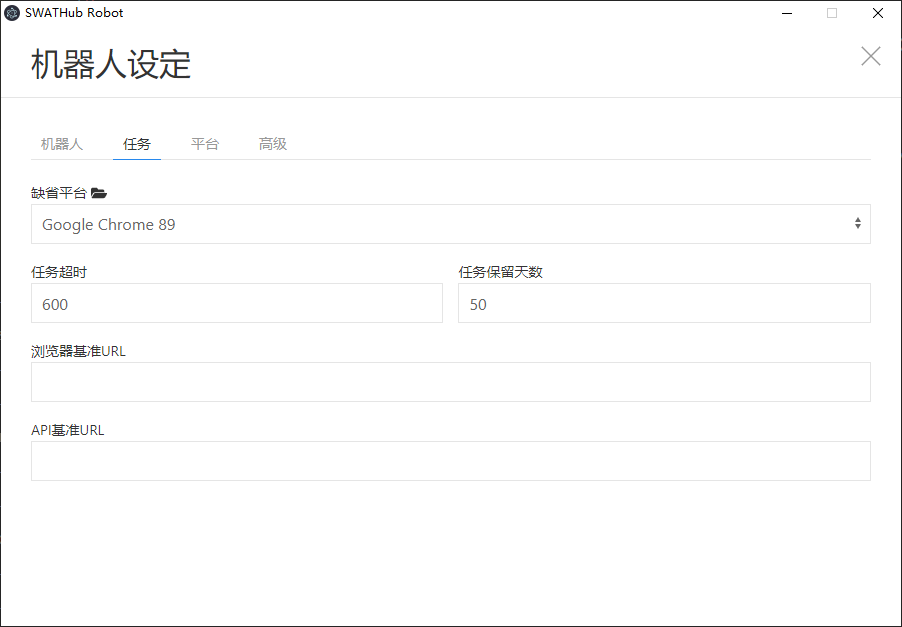 SWATHub Robot
机器人设定
机器人 任务 平台 高级
缺省平台
Google Chrome 89
任务超时 任务保留天数
600 50
浏览器基准URL
API基准URL